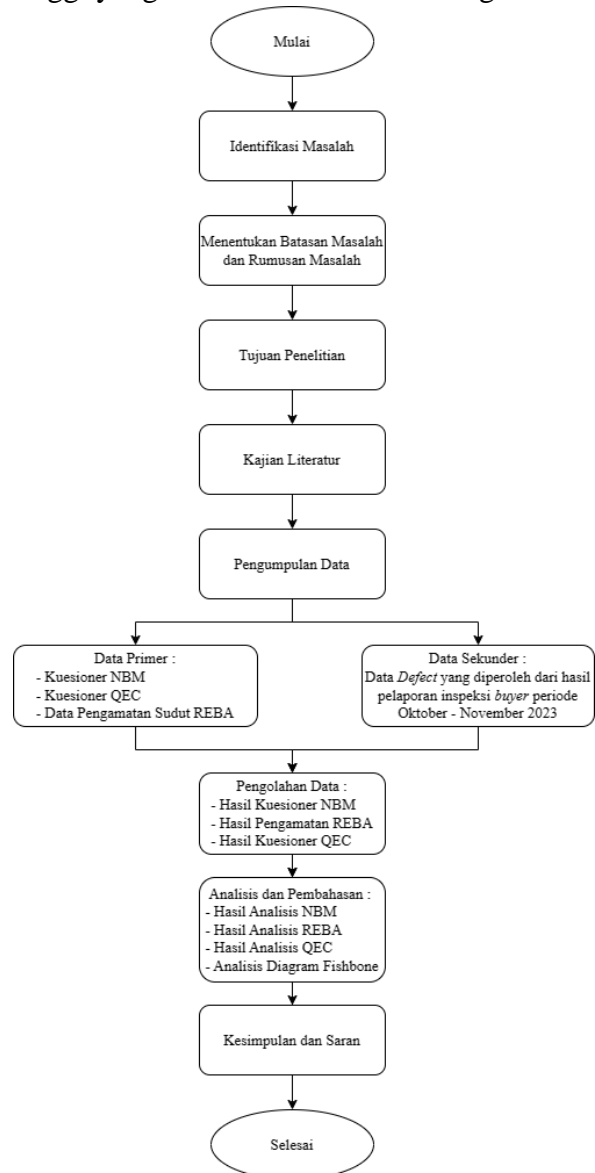 Mulai
Identifikasi Masalah
Menentukan Batasan Masalah
dan Rumusan Masalah
Tujuan Penelitian
Kajian Literatur
Pengumpulan Data
Data Primer :
- Kuesioner NBM
- Kuesioner QEC
- Data Pengamatan Sudut REBA
Data Sekunder :
Data Defect yang diperoleh dari hasil
pelaporan inspeksi buyer periode
Oktober - November 2023
Pengolahan Data :
- Hasil Kuesioner NBM
- Hasil Pengamatan REBA
- Hasil Kuesioner QEC
Analisis dan Pembahasan :
- Hasil Analisis NBM
- Hasil Analisis REBA
- Hasil Analisis QEC
- Analisis Diagram Fishbone
Kesimpulan dan Saran
Selesai